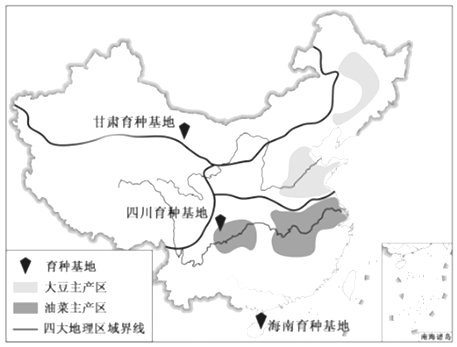 甘肃育种基地
四川育种基地
海南育种基地
育种基地
大豆主产区
油菜主产区
四大地理区域界线
南海诸岛